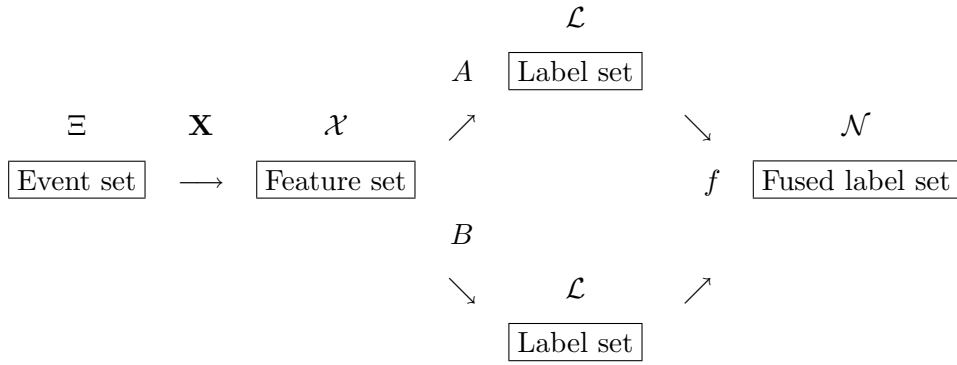 ℒ
A Label set
Ξ X 𝒳 𝒩
Event set ⟶ Feature set f Fused label set
B
ℒ
Label set